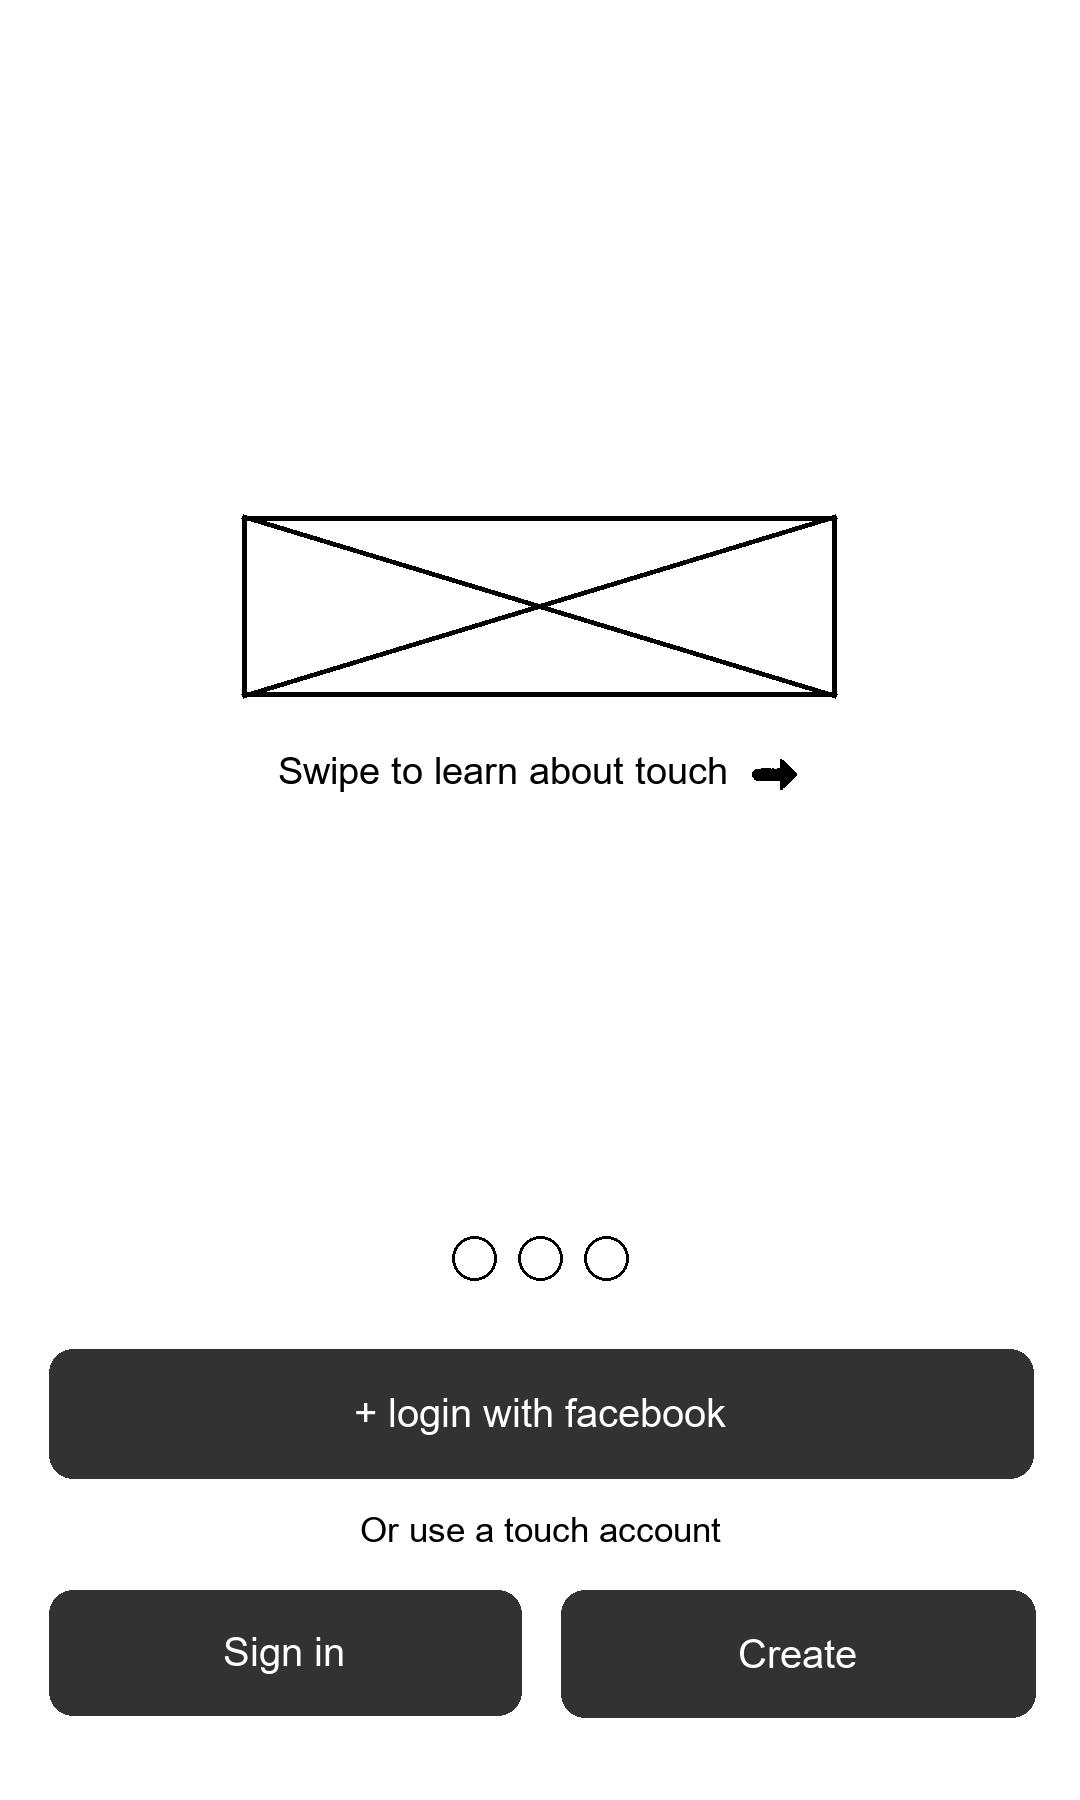 Swipe to learn about touch
+ login with facebook
Or use a touch account
Sign in
Create